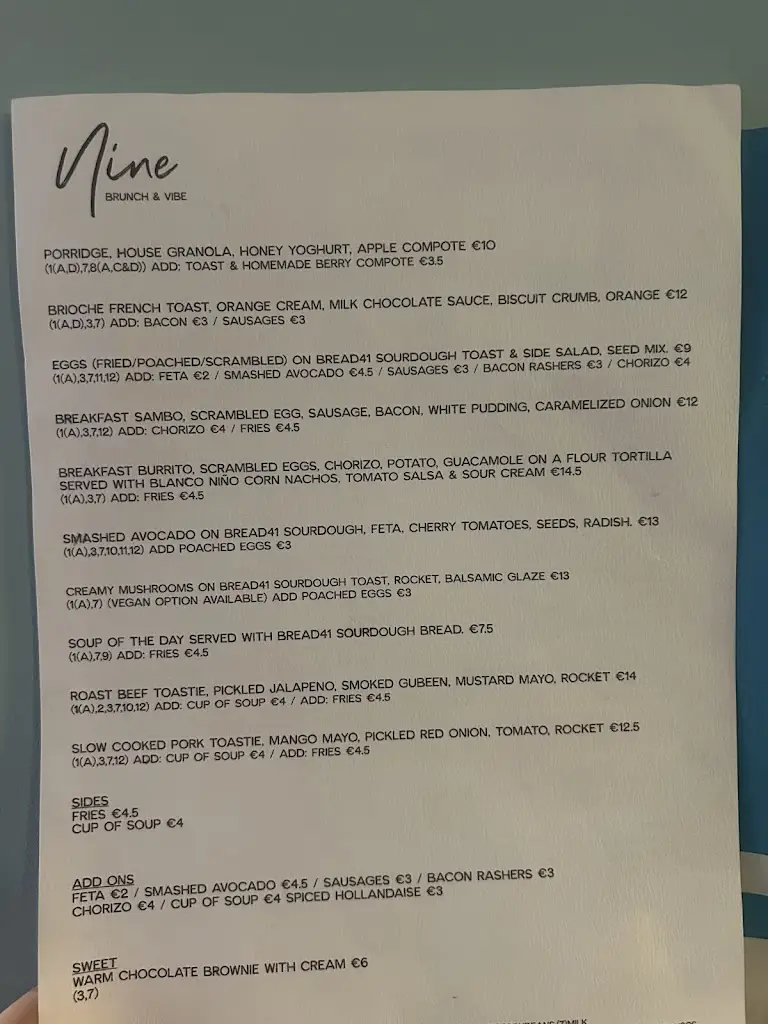 Nine
BRUNCH & VIBE
PORRIDGE, HOUSE GRANOLA, HONEY YOGHURT, APPLE COMPOTE €10
(1(A,D),7,8(A,C&D)) ADD: TOAST & HOMEMADE BERRY COMPOTE €3.5
BRIOCHE FRENCH TOAST, ORANGE CREAM, MILK CHOCOLATE SAUCE, BISCUIT CRUMB, ORANGE €12
(1(A,D),3,7) ADD: BACON €3 / SAUSAGES €3
EGGS (FRIED/POACHED/SCRAMBLED) ON BREAD41 SOURDOUGH TOAST & SIDE SALAD, SEED MIX. €9
(1(A),3,7,11,12) ADD: FETA €2 / SMASHED AVOCADO €4.5 / SAUSAGES €3 / BACON RASHERS €3 / CHORIZO €4
BREAKFAST SAMBO, SCRAMBLED EGG, SAUSAGE, BACON, WHITE PUDDING, CARAMELIZED ONION €12
(1(A),3,7,12) ADD: CHORIZO €4 / FRIES €4.5
BREAKFAST BURRITO, SCRAMBLED EGGS, CHORIZO, POTATO, GUACAMOLE ON A FLOUR TORTILLA
SERVED WITH BLANCO NIÑO CORN NACHOS, TOMATO SALSA & SOUR CREAM €14.5
(1(A),3,7) ADD: FRIES €4.5
SMASHED AVOCADO ON BREAD41 SOURDOUGH, FETA, CHERRY TOMATOES, SEEDS, RADISH. €13
(1(A),3,7,10,11,12) ADD POACHED EGGS €3
CREAMY MUSHROOMS ON BREAD41 SOURDOUGH TOAST, ROCKET, BALSAMIC GLAZE €13
(1(A),7) (VEGAN OPTION AVAILABLE) ADD POACHED EGGS €3
SOUP OF THE DAY SERVED WITH BREAD41 SOURDOUGH BREAD. €7.5
(1(A),7,9) ADD: FRIES €4.5
ROAST BEEF TOASTIE, PICKLED JALAPENO, SMOKED GUBEEN, MUSTARD MAYO, ROCKET €14
(1(A),2,3,7,10,12) ADD: CUP OF SOUP €4 / ADD: FRIES €4.5
SLOW COOKED PORK TOASTIE, MANGO MAYO, PICKLED RED ONION, TOMATO, ROCKET €12.5
(1(A),3,7,12) ADD: CUP OF SOUP €4 / ADD: FRIES €4.5
SIDES
FRIES €4.5
CUP OF SOUP €4
ADD ONS
FETA €2 / SMASHED AVOCADO €4.5 / SAUSAGES €3 / BACON RASHERS €3
CHORIZO €4 / CUP OF SOUP €4 SPICED HOLLANDAISE €3
SWEET
WARM CHOCOLATE BROWNIE WITH CREAM €6
(3,7)